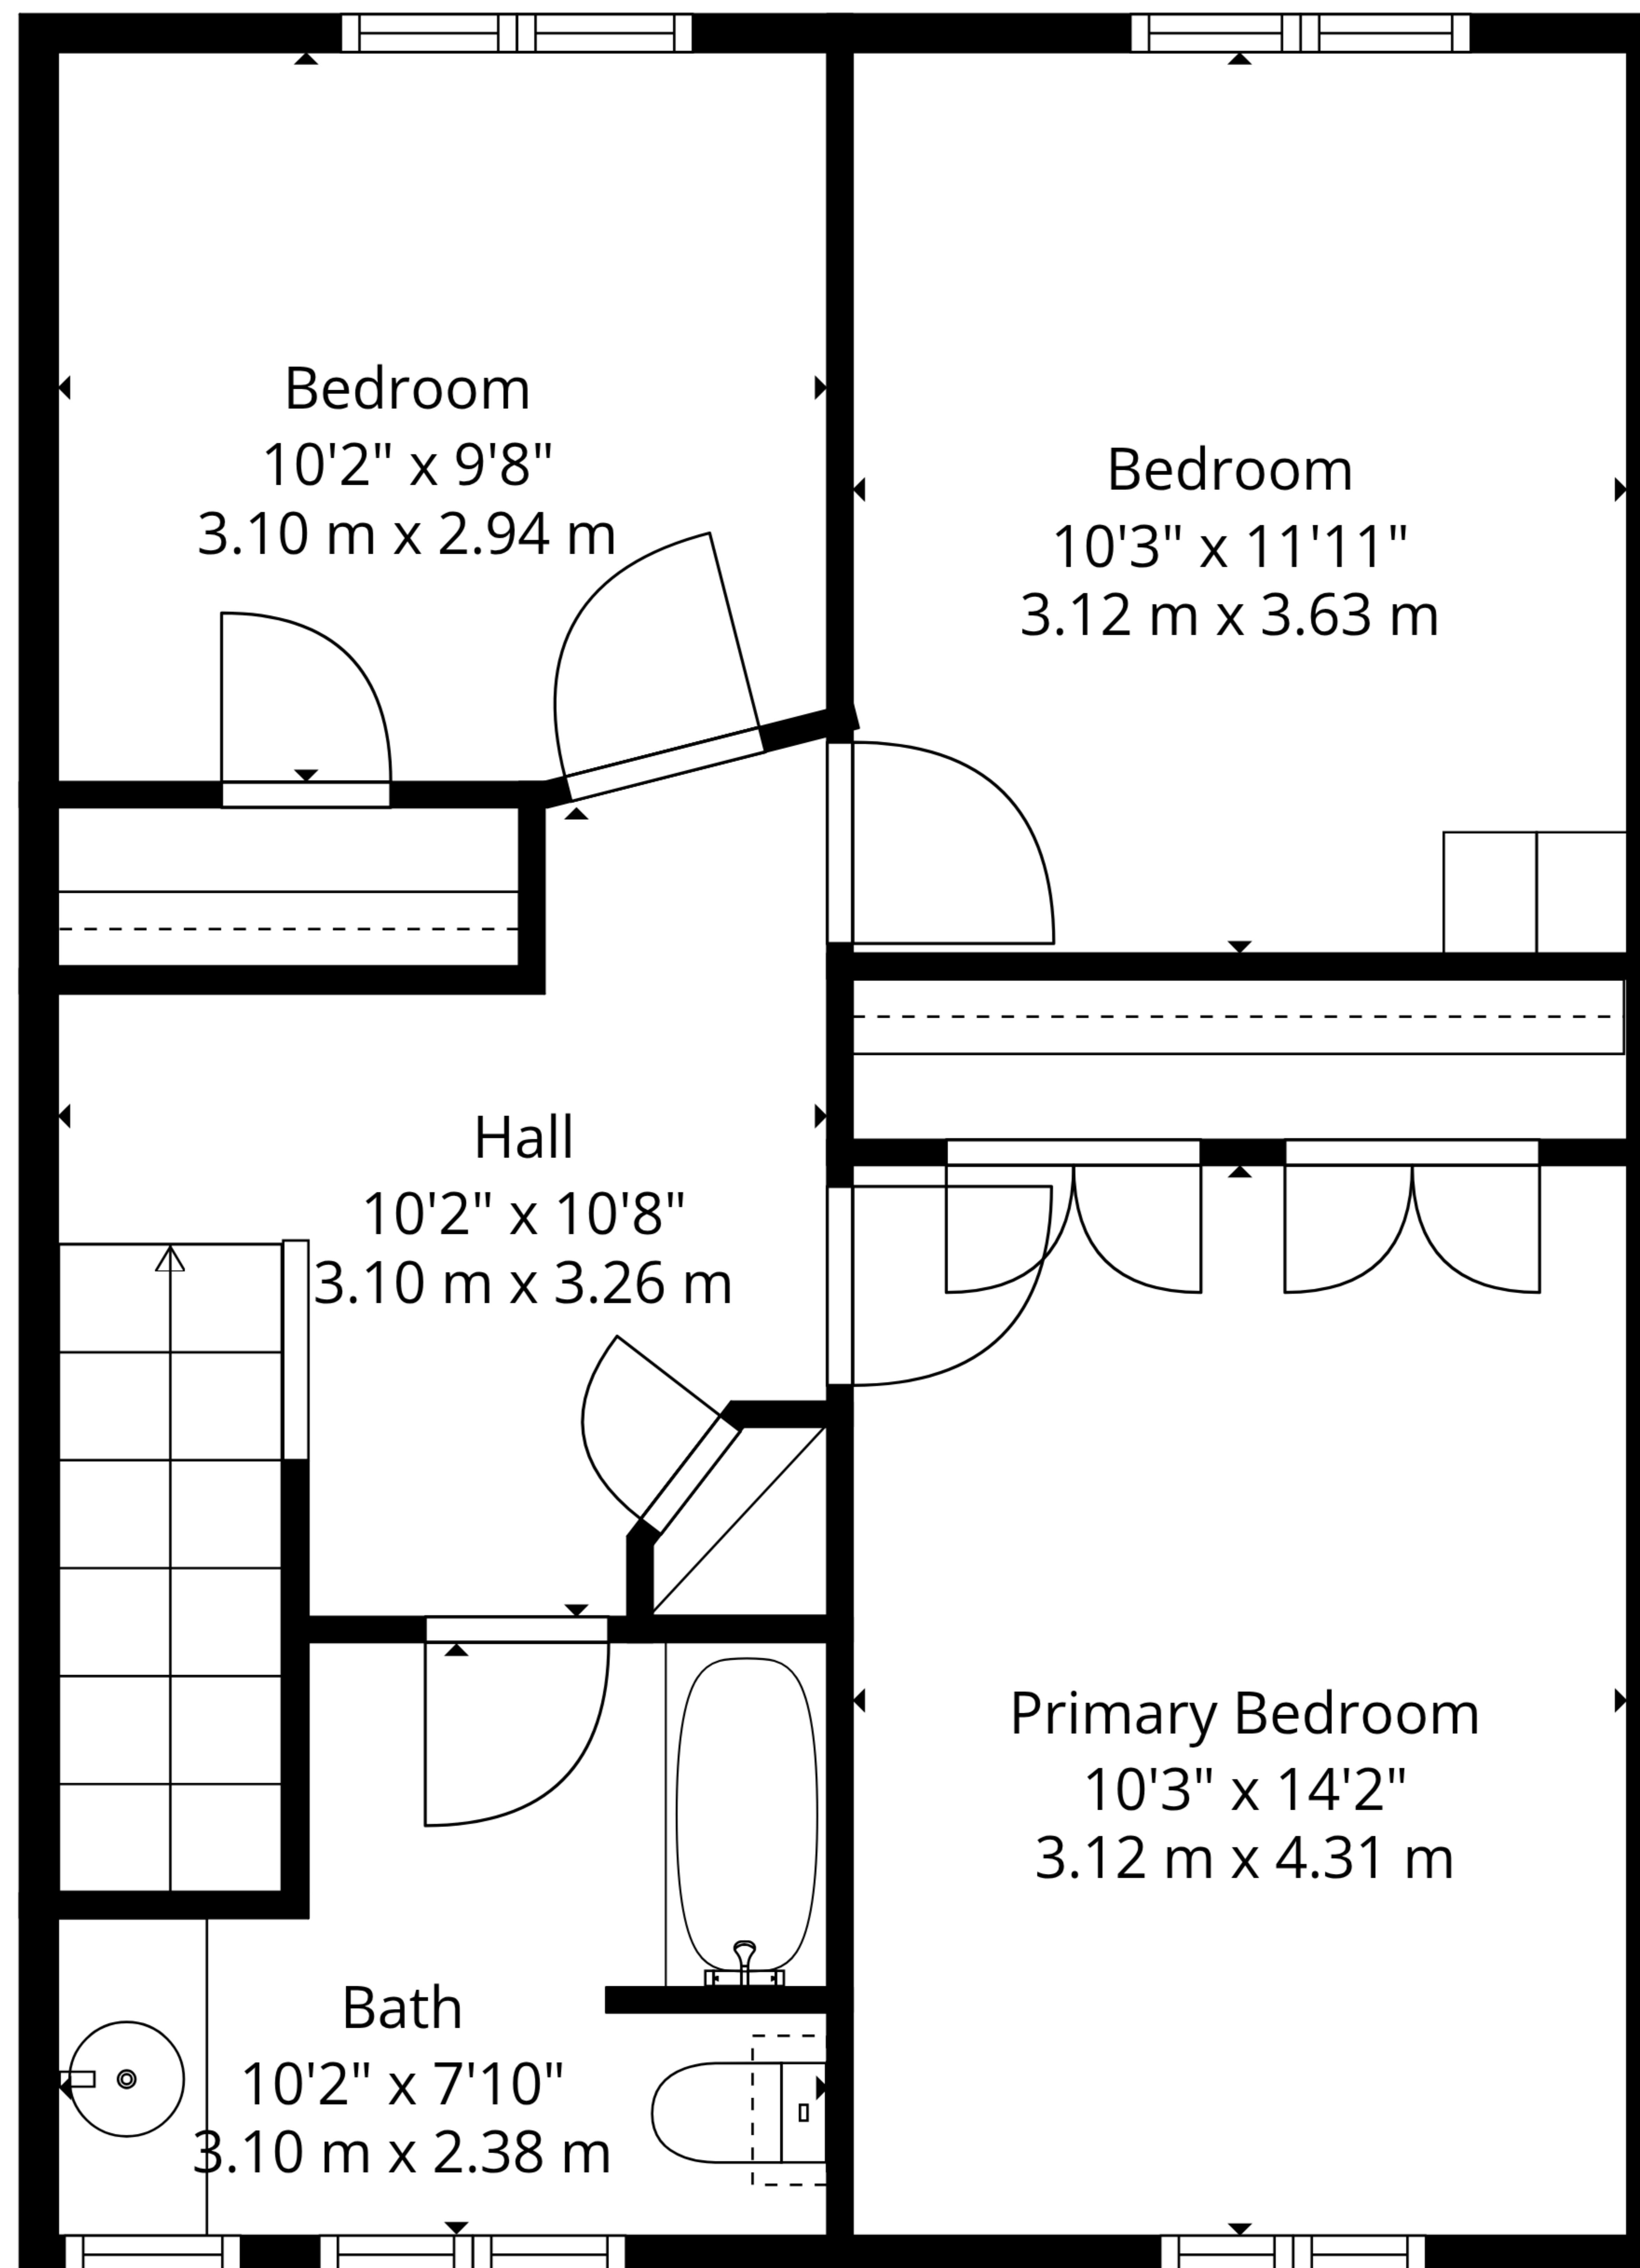 Bedroom
10'2" x 9'8"
3.10 m x 2.94 m
Bedroom
10'3" x 11'11"
3.12 m x 3.63 m
Hall
10'2" x 10'8"
3.10 m x 3.26 m
Primary Bedroom
10'3" x 14'2"
3.12 m x 4.31 m
Bath
10'2" x 7'10"
3.10 m x 2.38 m